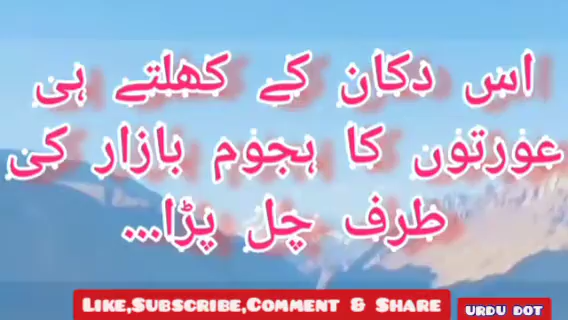 اس دکان کے کھلتے ہی
عورتوں کا ہجوم بازار کی
طرف چل پڑا...
Like,Subscribe,Comment & Share
URDU DOT